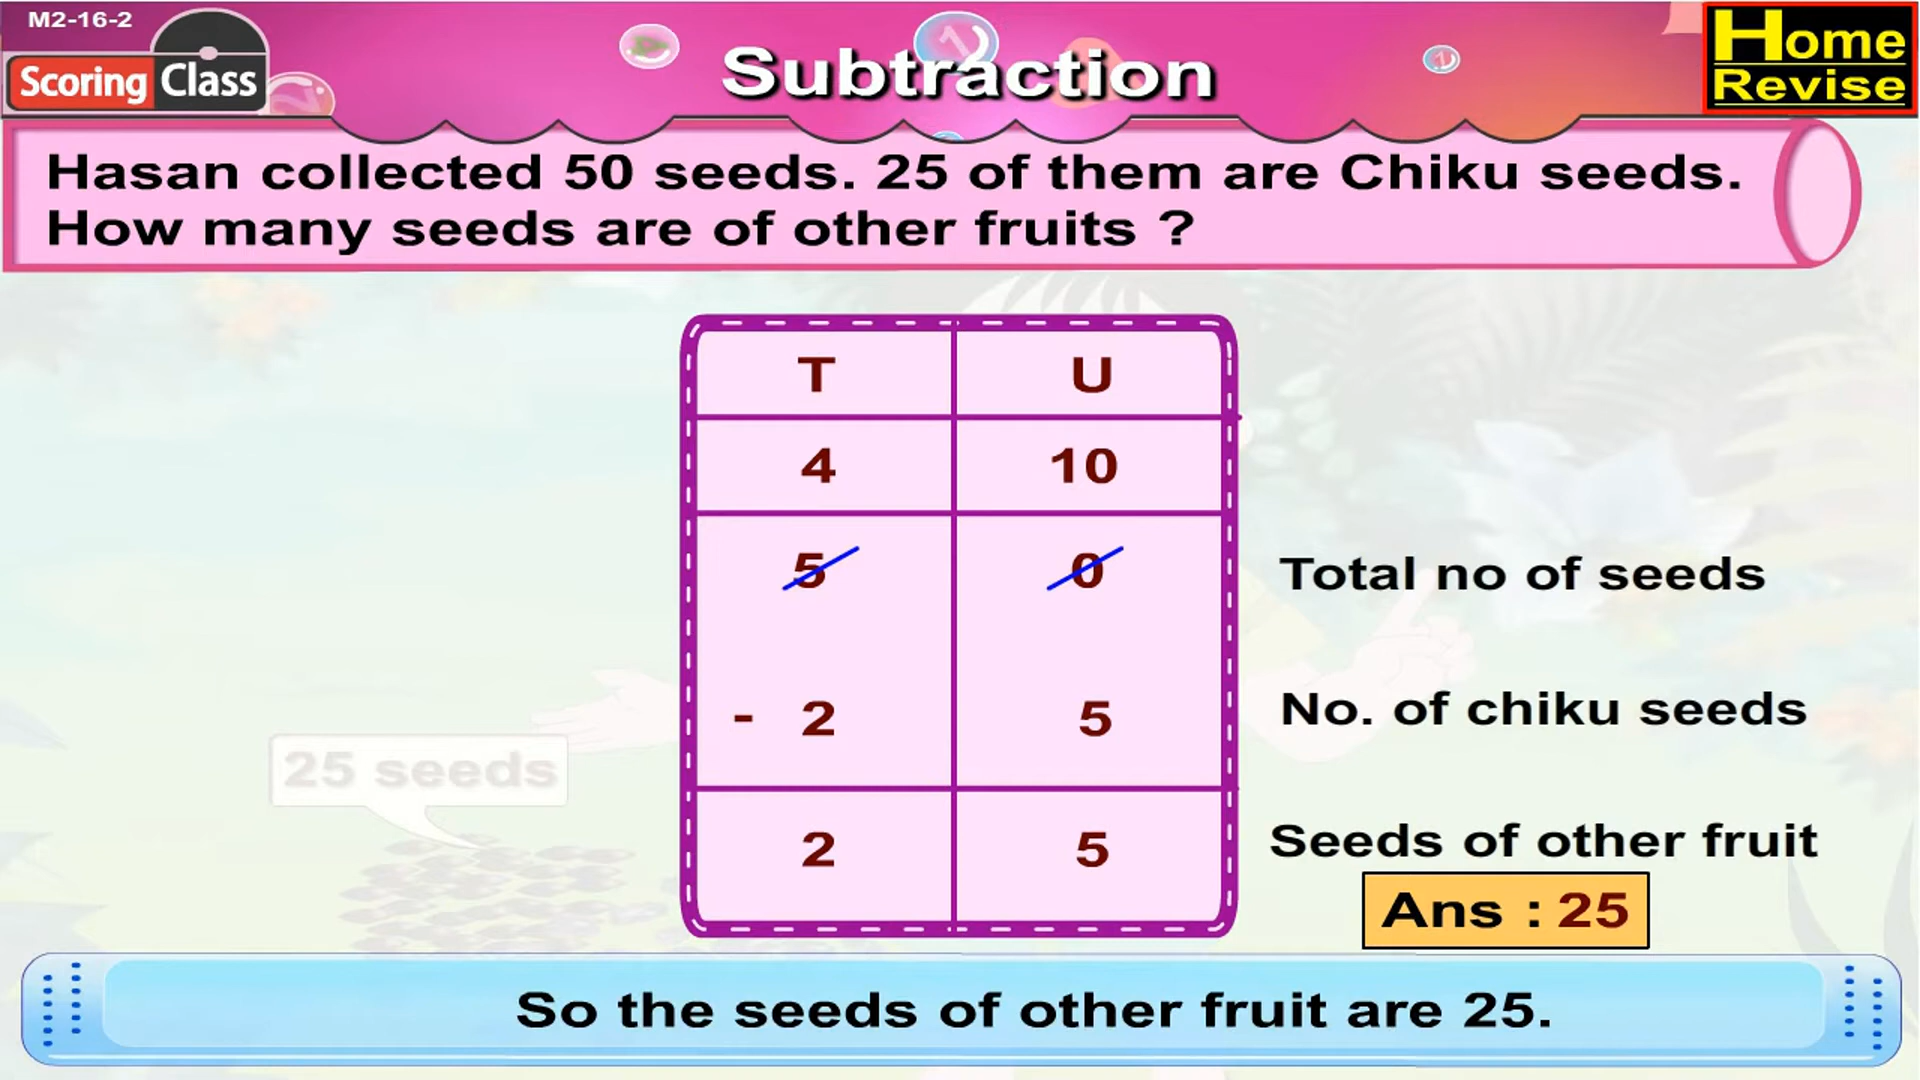 M2-16-2
Scoring Class
Subtraction
Home
Revise
Hasan collected 50 seeds. 25 of them are Chiku seeds.
How many seeds are of other fruits ?
T U
4 10
5 0 Total no of seeds
- 2 5 No. of chiku seeds
25 seeds
2 5 Seeds of other fruit
Ans : 25
So the seeds of other fruit are 25.